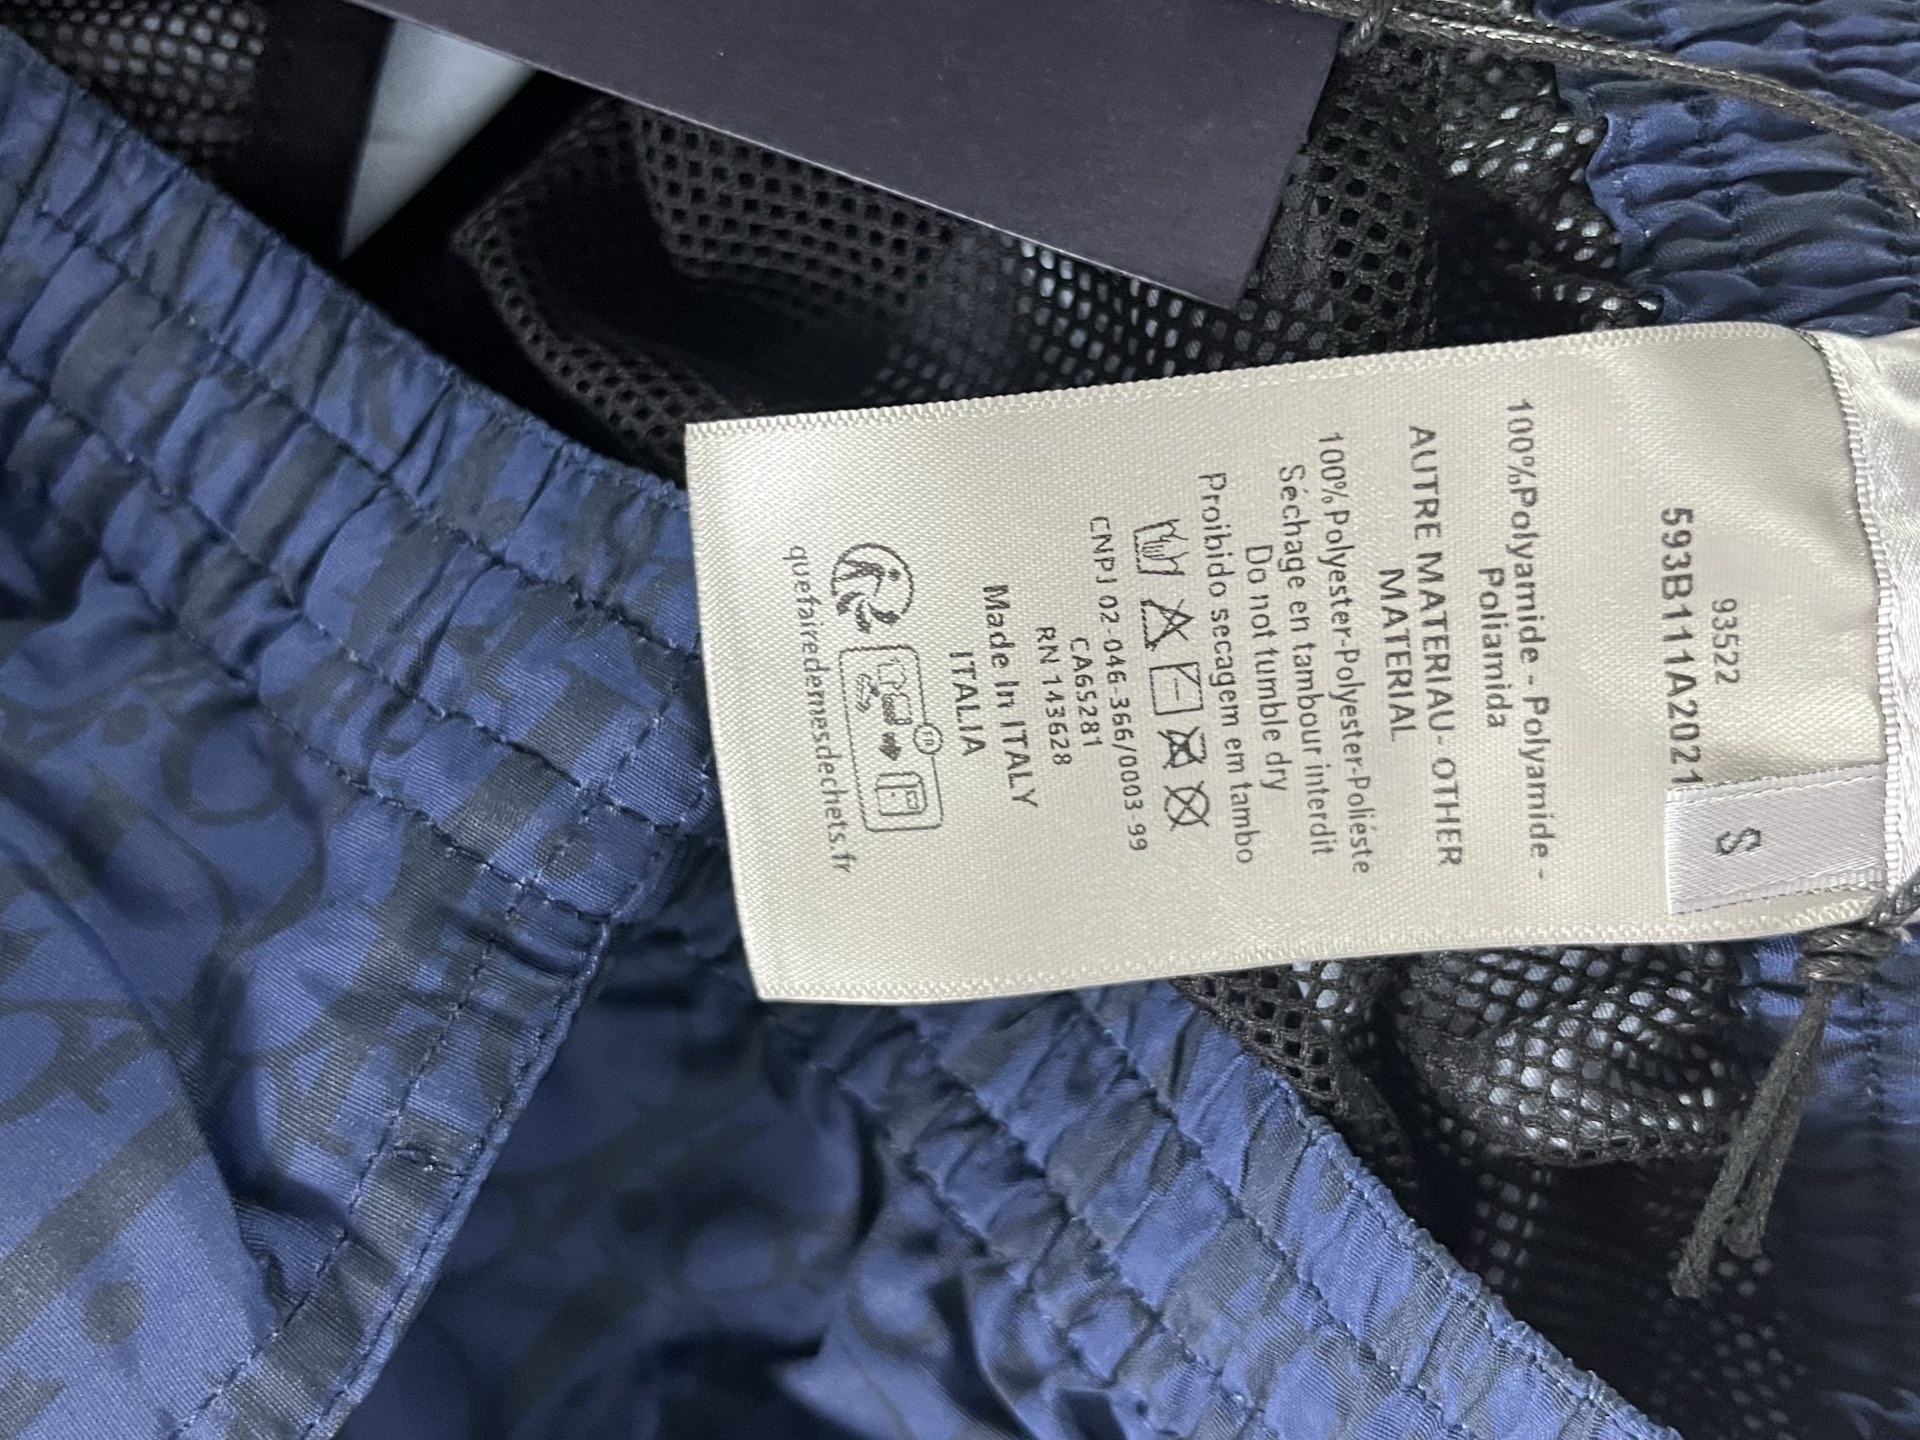 93522
593B111A2021
S
100%Polyamide - Polyamide -
Poliamida
AUTRE MATERIAU- OTHER
MATERIAL
100% Polyester-Polyester-Poliéste
Séchage en tambour interdit
Do not tumble dry
Proibido secagem em tambo
CNPJ 02-046-366/0003-99
CA65281
RN 143628
Made In ITALY
ITALIA
FR
quefairedemesdechets.fr